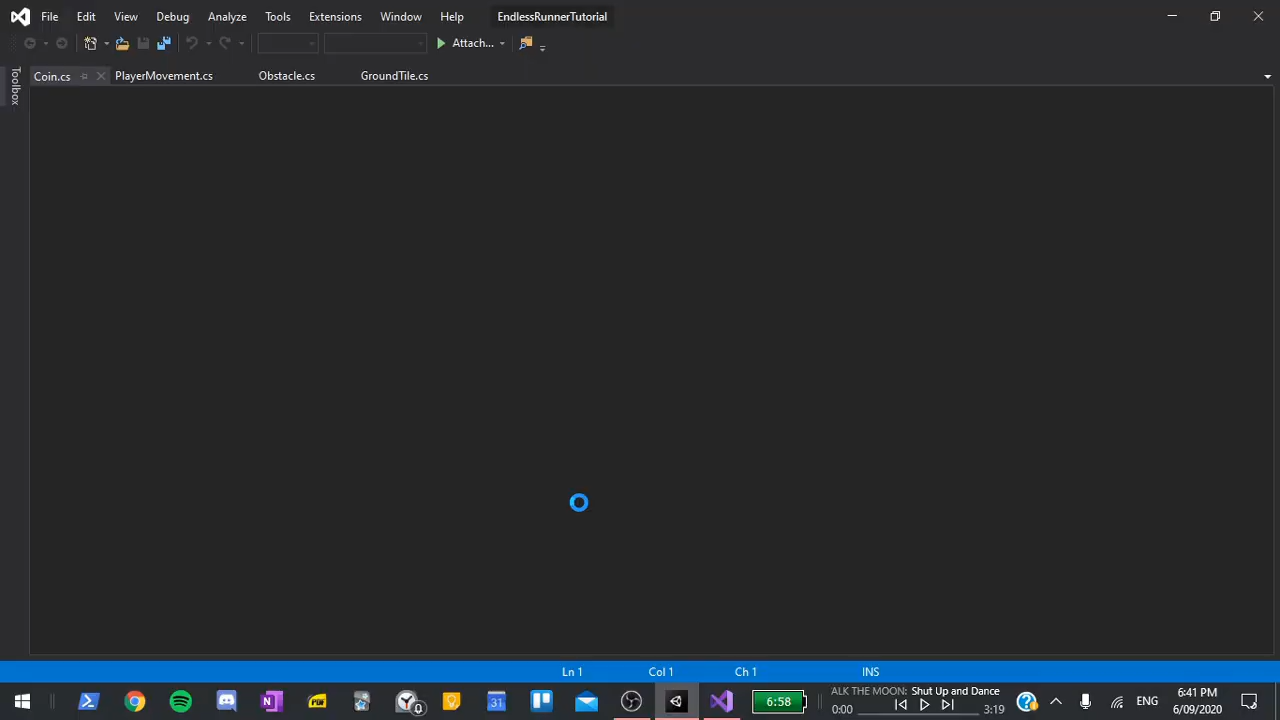 File Edit View Debug Analyze Tools Extensions Window Help EndlessRunnerTutorial
Attach...
Toolbox
Coin.cs PlayerMovement.cs Obstacle.cs GroundTile.cs
Ln 1 Col 1 Ch 1 INS
6:58
ALK THE MOON: Shut Up and Dance
0:00 3:19
ENG
6:41 PM
6/09/2020